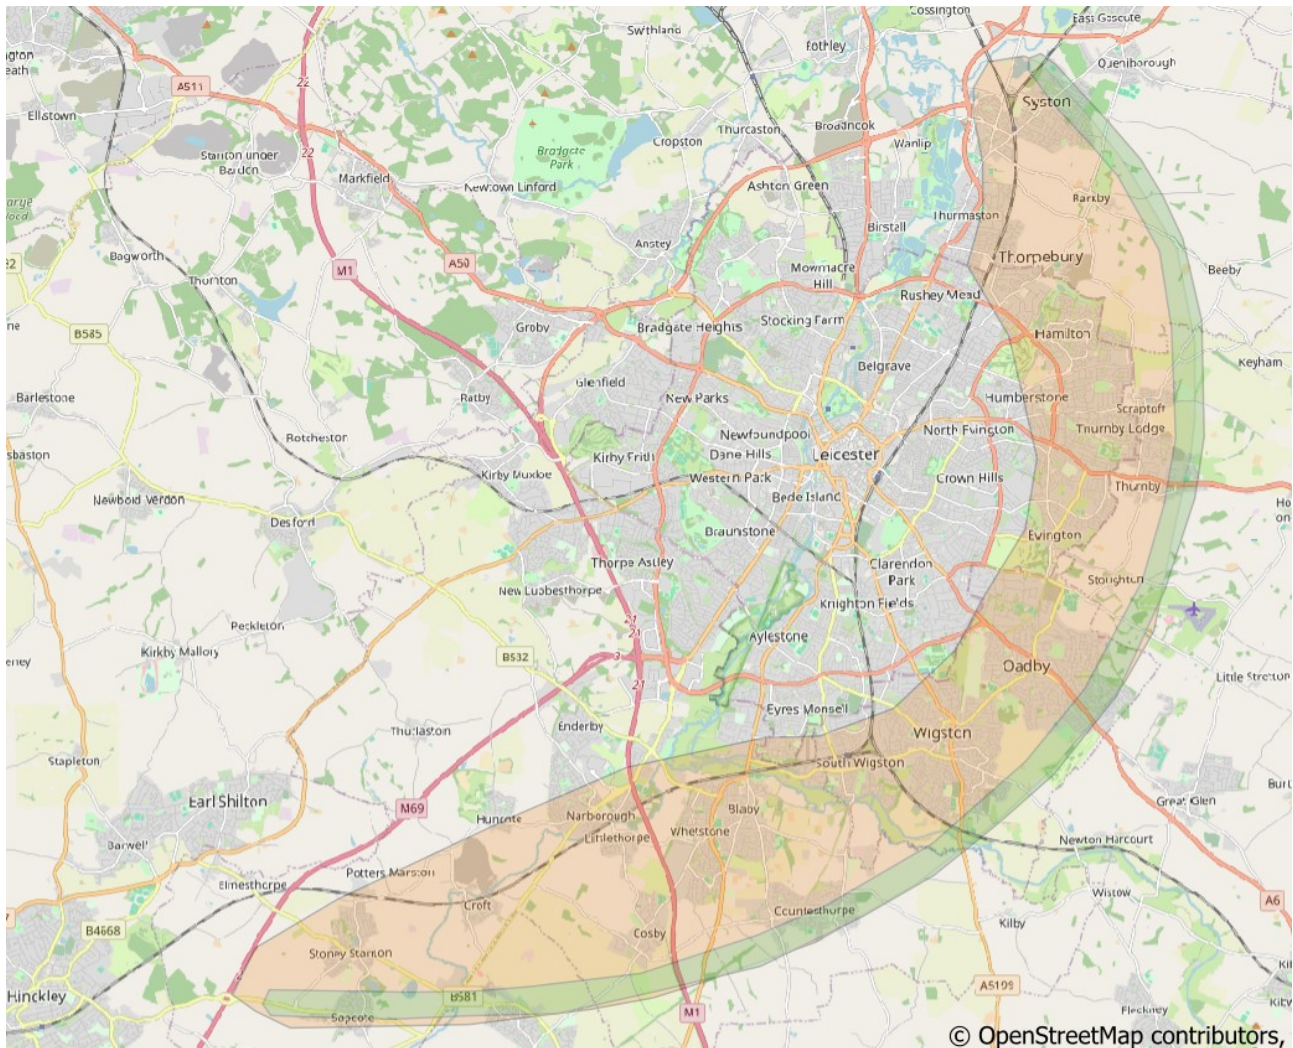 Cossington
East Goscote
Swithland
Rothley
Queniborough
A511
22
Syston
Ellistown
Thurcaston
Broadnook
Cropston
Wanlip
22
Stanton under
Bardon
Bradgate
Park
Markfield
Newtown Linford
Ashton Green
Barkby
Thurmaston
Birstall
Anstey
Bagworth
M1
A50
Thorpebury
Mowmacre
Hill
Beeby
Thornton
Rushey Mead
Groby
Bradgate Heights
Stocking Farm
Hamilton
B585
Keyham
Belgrave
Glenfield
Barlestone
Ratby
New Parks
Humberstone
Scraptoft
Botcheston
Newfoundpool
North Evington
Thurnby Lodge
Kirby Frith
Dane Hills
Leicester
Kirby Muxloe
Western Park
Crown Hills
Thurnby
Newbold Verdon
Bede Island
Desford
Braunstone
Evington
Thorpe Astley
Clarendon
Park
Stoughton
New Lubbesthorpe
Knighton Fields
21
Peckleton
21
Aylestone
Kirkby Mallory
B582
3
Oadby
21
Little Stretton
Eyres Monsell
Enderby
Thurlaston
Wigston
Stapleton
South Wigston
Earl Shilton
M69
Great Glen
Huncote
Narborough
Blaby
Littlethorpe
Whetstone
Barwell
Newton Harcourt
Potters Marston
Elmesthorpe
Wistow
A6
Croft
Countesthorpe
Kilby
B4668
Cosby
Stoney Stanton
A5199
Hinckley
B581
Sapcote
M1
Fleckney
© OpenStreetMap contributors,